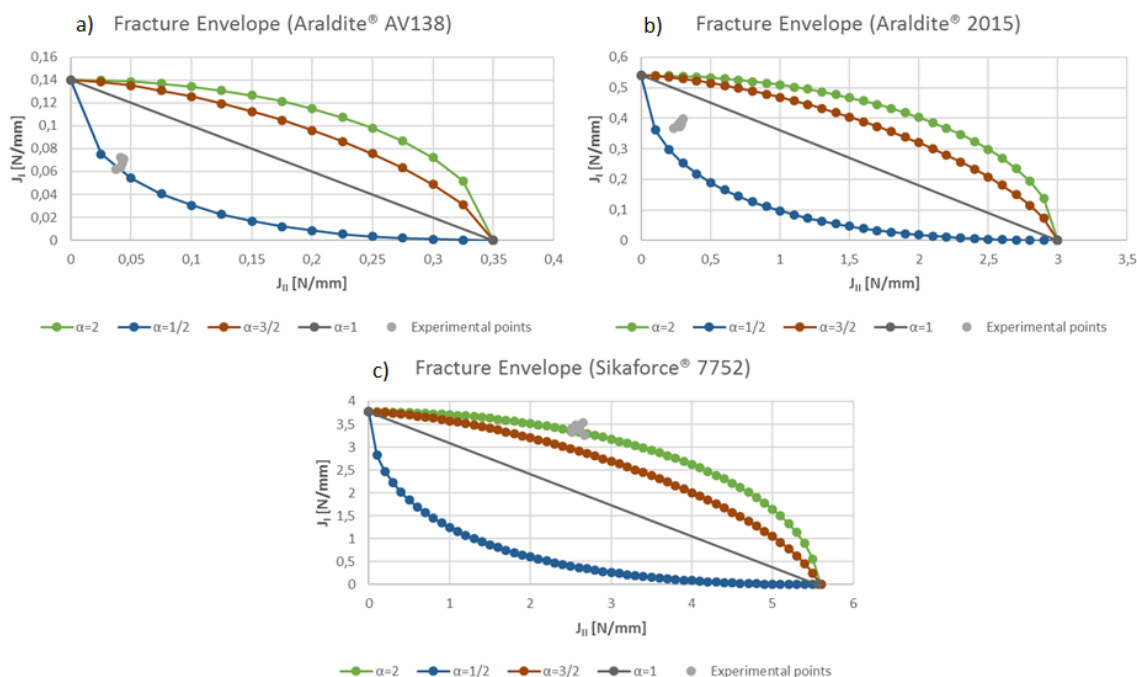 a) Fracture Envelope (Araldite® AV138)
0,16
0,14
0,12
0,1
0,08
0,06
0,04
0,02
0
JI [N/mm]
0 0,05 0,1 0,15 0,2 0,25 0,3 0,35 0,4
JII [N/mm]
α=2 α=1/2 α=3/2 α=1 Experimental points
b) Fracture Envelope (Araldite® 2015)
0,6
0,5
0,4
0,3
0,2
0,1
0
JI [N/mm]
0 0,5 1 1,5 2 2,5 3 3,5
JII [N/mm]
α=2 α=1/2 α=3/2 α=1 Experimental points
c) Fracture Envelope (Sikaforce® 7752)
4
3,5
3
2,5
2
1,5
1
0,5
0
JI [N/mm]
0 1 2 3 4 5 6
JII [N/mm]
α=2 α=1/2 α=3/2 α=1 Experimental points